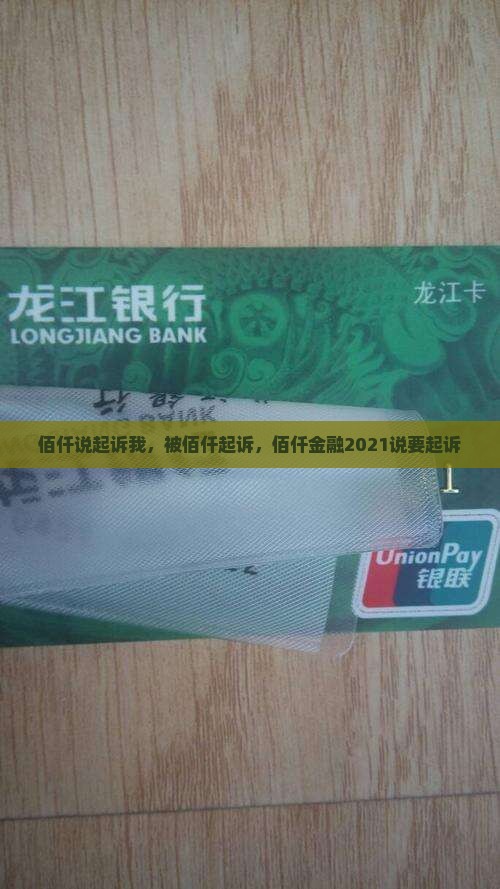 龙江银行
LONGJIANG BANK
龙江卡
佰仟说起诉我，被佰仟起诉，佰仟金融2021说要起诉
1
UnionPay
银联